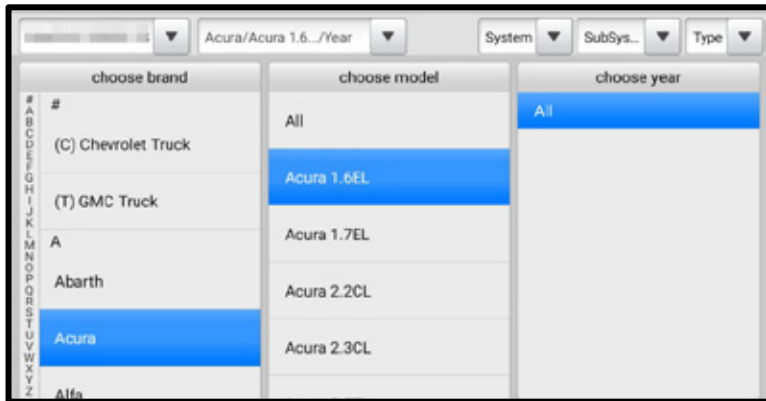 Acura/Acura 1.6.../Year
System
SubSys...
Type
choose brand
choose model
choose year
#
A
B
C
D
E
F
G
H
I
J
K
L
M
N
O
P
Q
R
S
T
U
V
W
X
Y
Z
#
(C) Chevrolet Truck
(T) GMC Truck
A
Abarth
Acura
Alfa
All
Acura 1.6EL
Acura 1.7EL
Acura 2.2CL
Acura 2.3CL
All